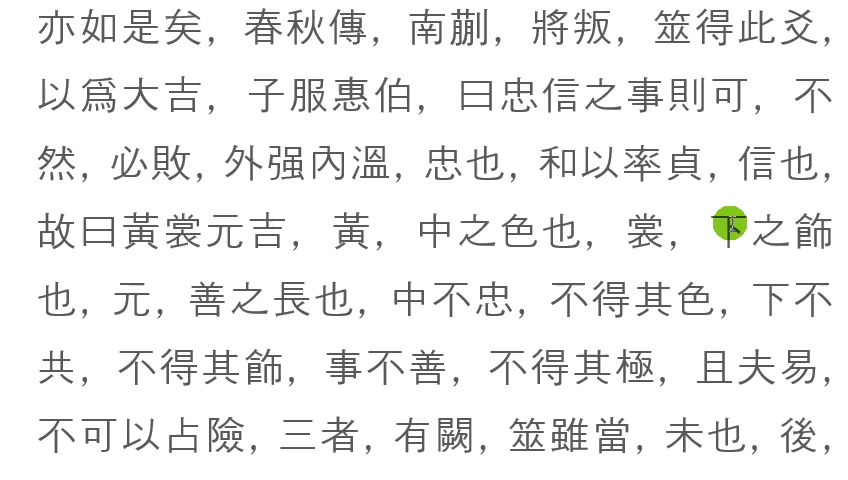 亦如是矣, 春秋傳, 南蒯, 將叛, 筮得此爻,
以爲大吉, 子服惠伯, 曰忠信之事則可, 不
然, 必敗, 外强內溫, 忠也, 和以率貞, 信也,
故曰黃裳元吉, 黃, 中之色也, 裳, 下之飾
也, 元, 善之長也, 中不忠, 不得其色, 下不
共, 不得其飾, 事不善, 不得其極, 且夫易,
不可以占險, 三者, 有闕, 筮雖當, 未也, 後,